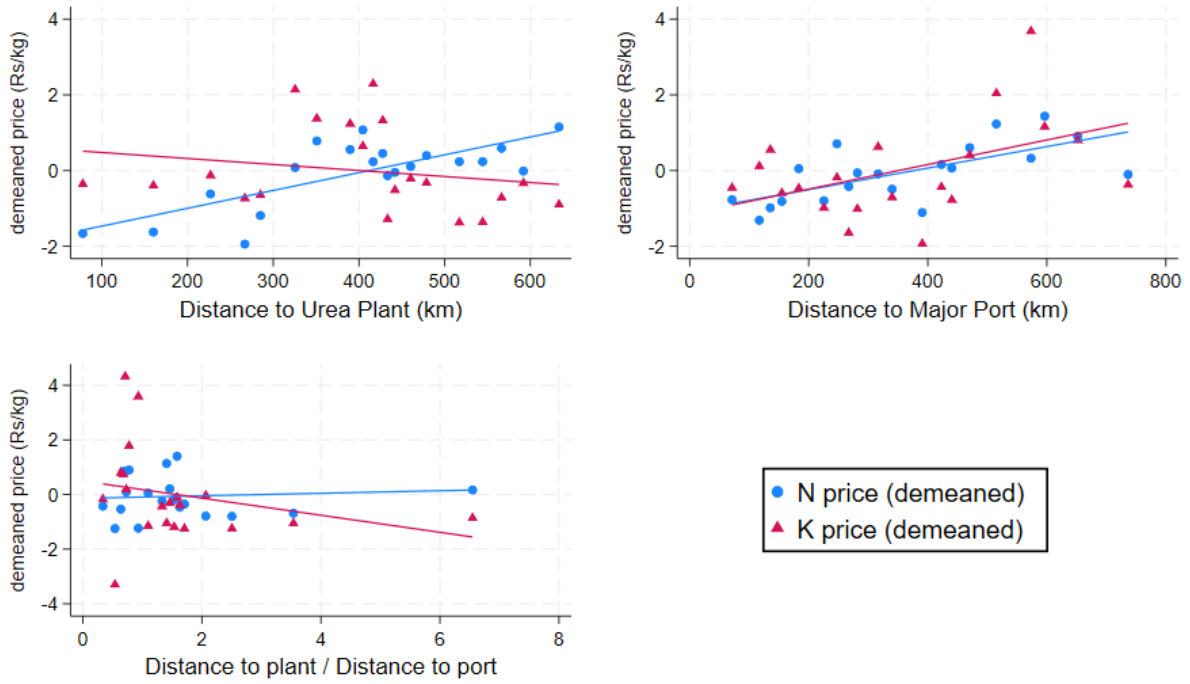 demeaned price (Rs/kg)
4
2
0
-2
100 200 300 400 500 600
Distance to Urea Plant (km)
demeaned price (Rs/kg)
4
2
0
-2
0 200 400 600 800
Distance to Major Port (km)
demeaned price (Rs/kg)
4
2
0
-2
-4
0 2 4 6 8
Distance to plant / Distance to port
N price (demeaned)
K price (demeaned)